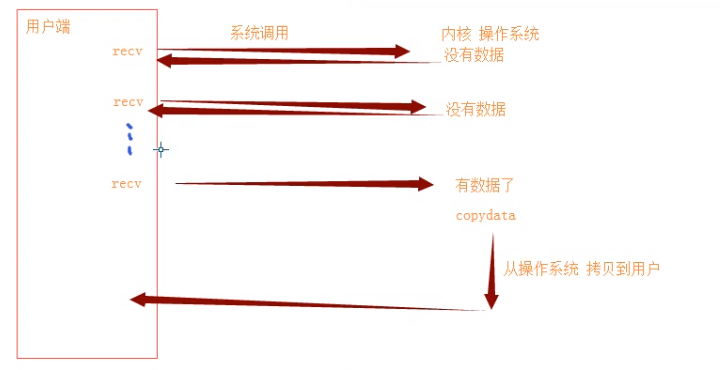 用户端
系统调用
内核 操作系统
recv
没有数据
recv
没有数据
recv
有数据了
copydata
从操作系统 拷贝到用户